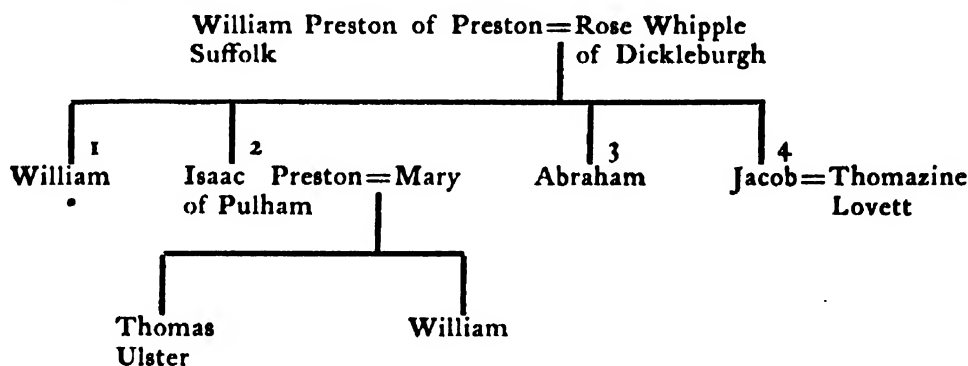 William Preston of Preston=Rose Whipple
Suffolk of Dickleburgh
1 2 3 4
William Isaac Preston=Mary Abraham Jacob=Thomazine
of Pulham Lovett
Thomas William
Ulster